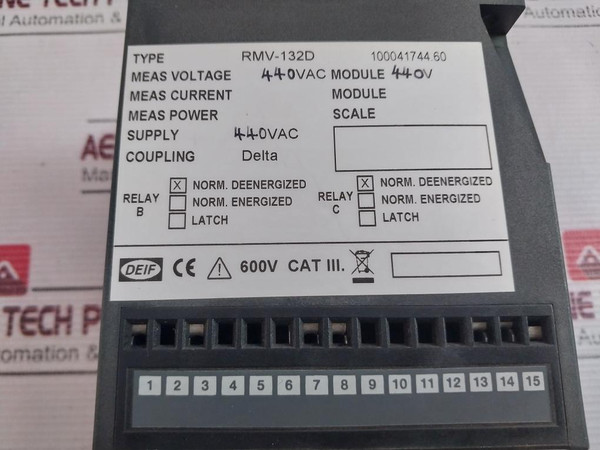 TYPE RMV-132D 100041744.60
MEAS VOLTAGE 440VAC MODULE 440V
MEAS CURRENT MODULE
MEAS POWER SCALE
SUPPLY 440VAC
COUPLING Delta
RELAY B
X NORM. DEENERGIZED
NORM. ENERGIZED
LATCH
RELAY C
X NORM. DEENERGIZED
NORM. ENERGIZED
LATCH
DEIF CE 600V CAT III.
1 2 3 4 5 6 7 8 9 10 11 12 13 14 15